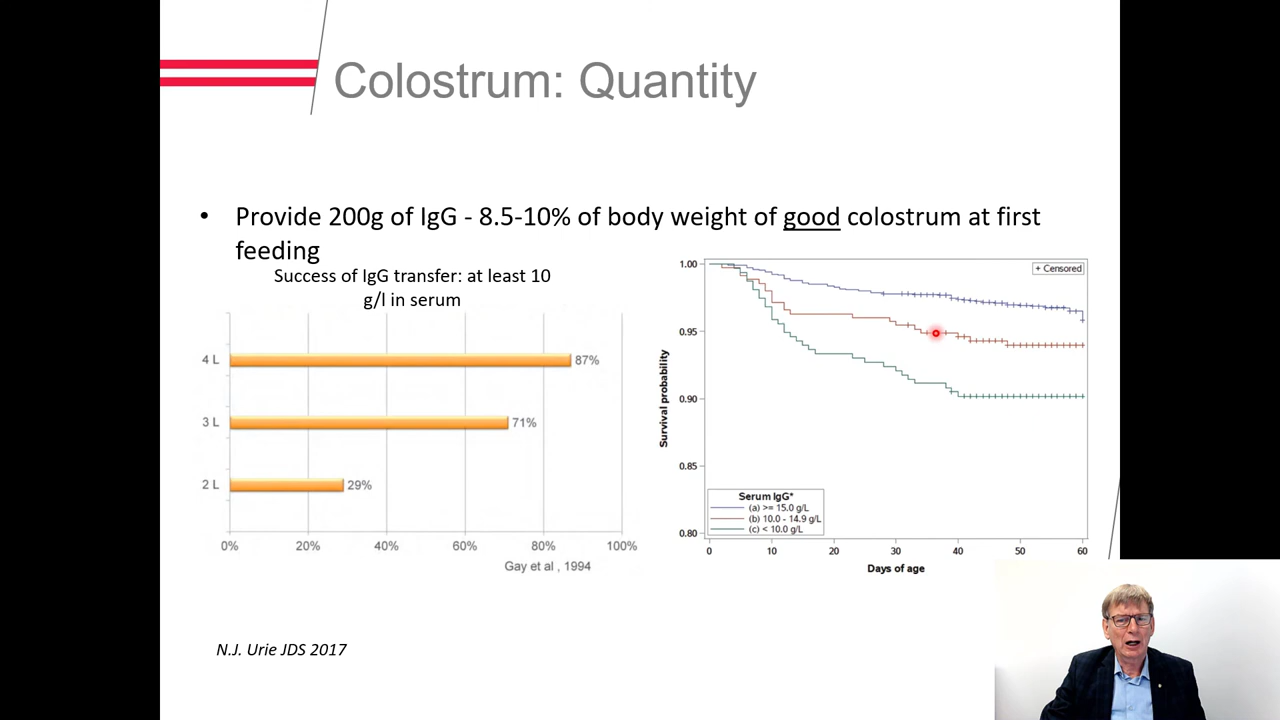 Colostrum: Quantity
• Provide 200g of IgG - 8.5-10% of body weight of good colostrum at first
feeding
Success of IgG transfer: at least 10
g/l in serum
4 L
87%
3 L
71%
2 L
29%
0%
20%
40%
60%
80%
100%
Gay et al , 1994
Survival probability
1.00
0.95
0.90
0.85
0.80
+ Censored
Serum IgG*
(a) >= 15.0 g/L
(b) 10.0 - 14.9 g/L
(c) < 10.0 g/L
0
10
20
30
40
50
60
Days of age
N.J. Urie JDS 2017